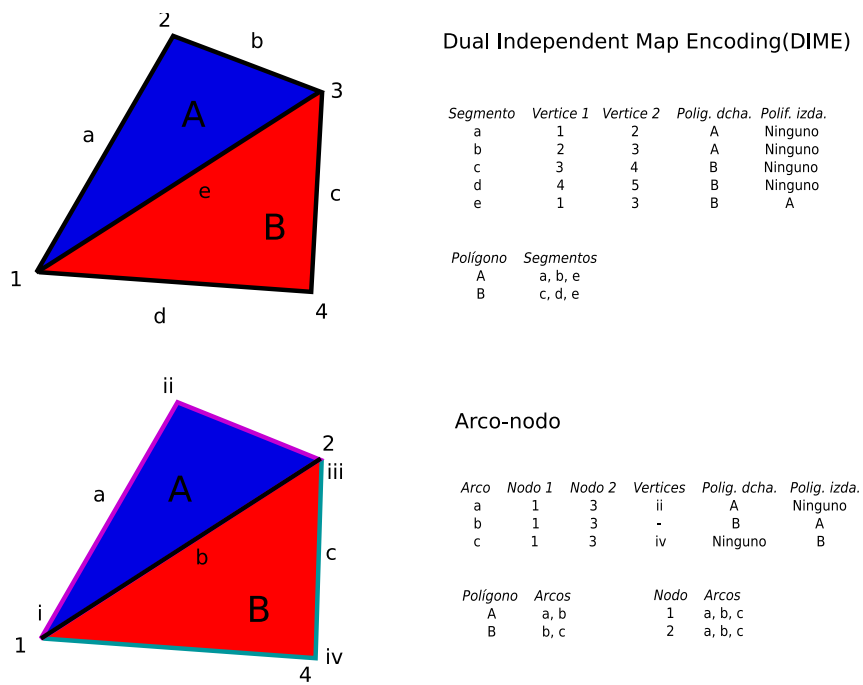 2
b
Dual Independent Map Encoding(DIME)
3
A
a
e
c
B
1
d
4
Segmento Vertice 1 Vertice 2 Polig. dcha. Polif. izda.
a 1 2 A Ninguno
b 2 3 A Ninguno
c 3 4 B Ninguno
d 4 5 B Ninguno
e 1 3 B A
Polígono Segmentos
A a, b, e
B c, d, e
ii
Arco-nodo
2
iii
a
A
b
c
B
i
1
iv
4
Arco Nodo 1 Nodo 2 Vertices Polig. dcha. Polig. izda.
a 1 3 ii A Ninguno
b 1 3 - B A
c 1 3 iv Ninguno B
Polígono Arcos
A a, b
B b, c
Nodo Arcos
1 a, b, c
2 a, b, c